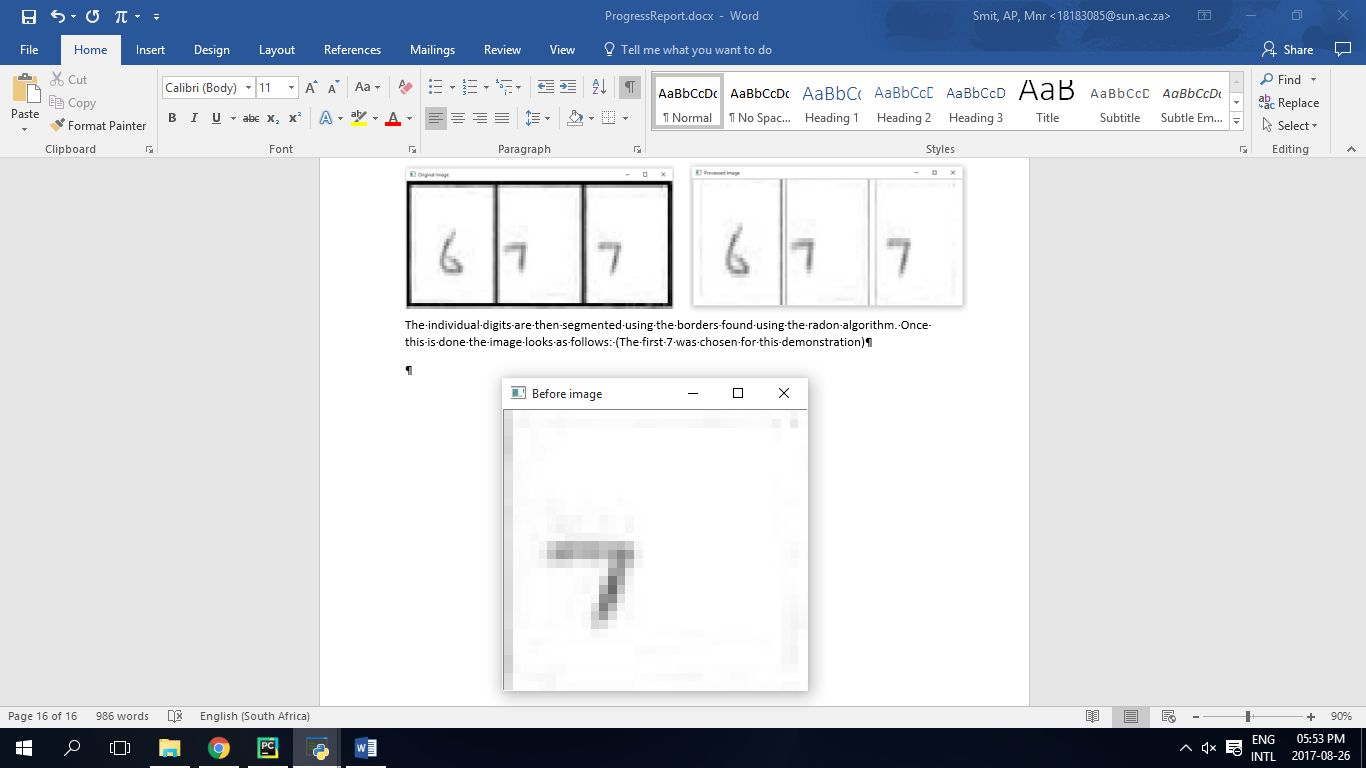 ProgressReport.docx - Word
Smit, AP, Mnr <18183085@sun.ac.za>
File Home Insert Design Layout References Mailings Review View Tell me what you want to do Share
Paste
Cut
Copy
Format Painter
Clipboard
Calibri (Body) 11
B I U abc x₂ x²
Font
Paragraph
AaBbCcDc AaBbCcDc AaBbCc AaBbCcD AaBbCcD AaB AaBbCcD AaBbCcDc
¶ Normal ¶ No Spac... Heading 1 Heading 2 Heading 3 Title Subtitle Subtle Em...
Styles
Find
Replace
Select
Editing
Original Image
Processed Image
6 7 7
6 7 7
The·individual·digits·are·then·segmented·using·the·borders·found·using·the·radon·algorithm.·Once·
this·is·done·the·image·looks·as·follows:·(The·first·7·was·chosen·for·this·demonstration)¶
¶
Before image
7
Page 16 of 16 986 words English (South Africa) 90%
ENG
INTL
05:53 PM
2017-08-26